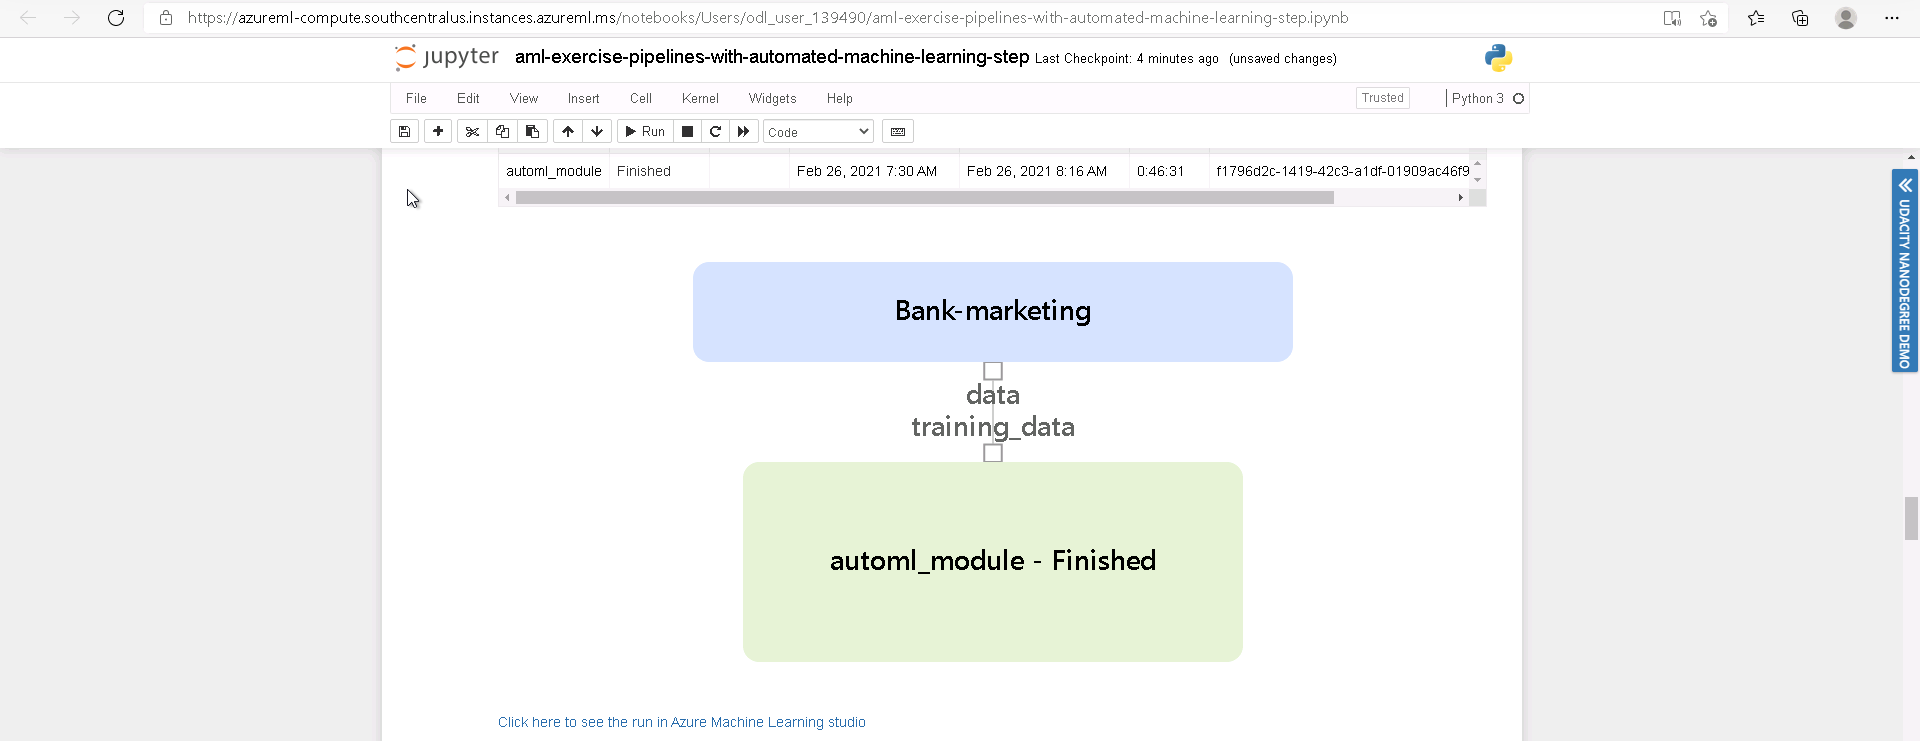 https://azureml-compute.southcentralus.instances.azureml.ms/notebooks/Users/odl_user_139490/aml-exercise-pipelines-with-automated-machine-learning-step.ipynb
jupyter aml-exercise-pipelines-with-automated-machine-learning-step Last Checkpoint: 4 minutes ago (unsaved changes)
File Edit View Insert Cell Kernel Widgets Help Trusted Python 3
Run Code
automl_module Finished Feb 26, 2021 7:30 AM Feb 26, 2021 8:16 AM 0:46:31 f1796d2c-1419-42c3-a1df-01909ac46f9
UDACITY NANODEGREE DEMO
Bank-marketing
data
training_data
automl_module - Finished
Click here to see the run in Azure Machine Learning studio